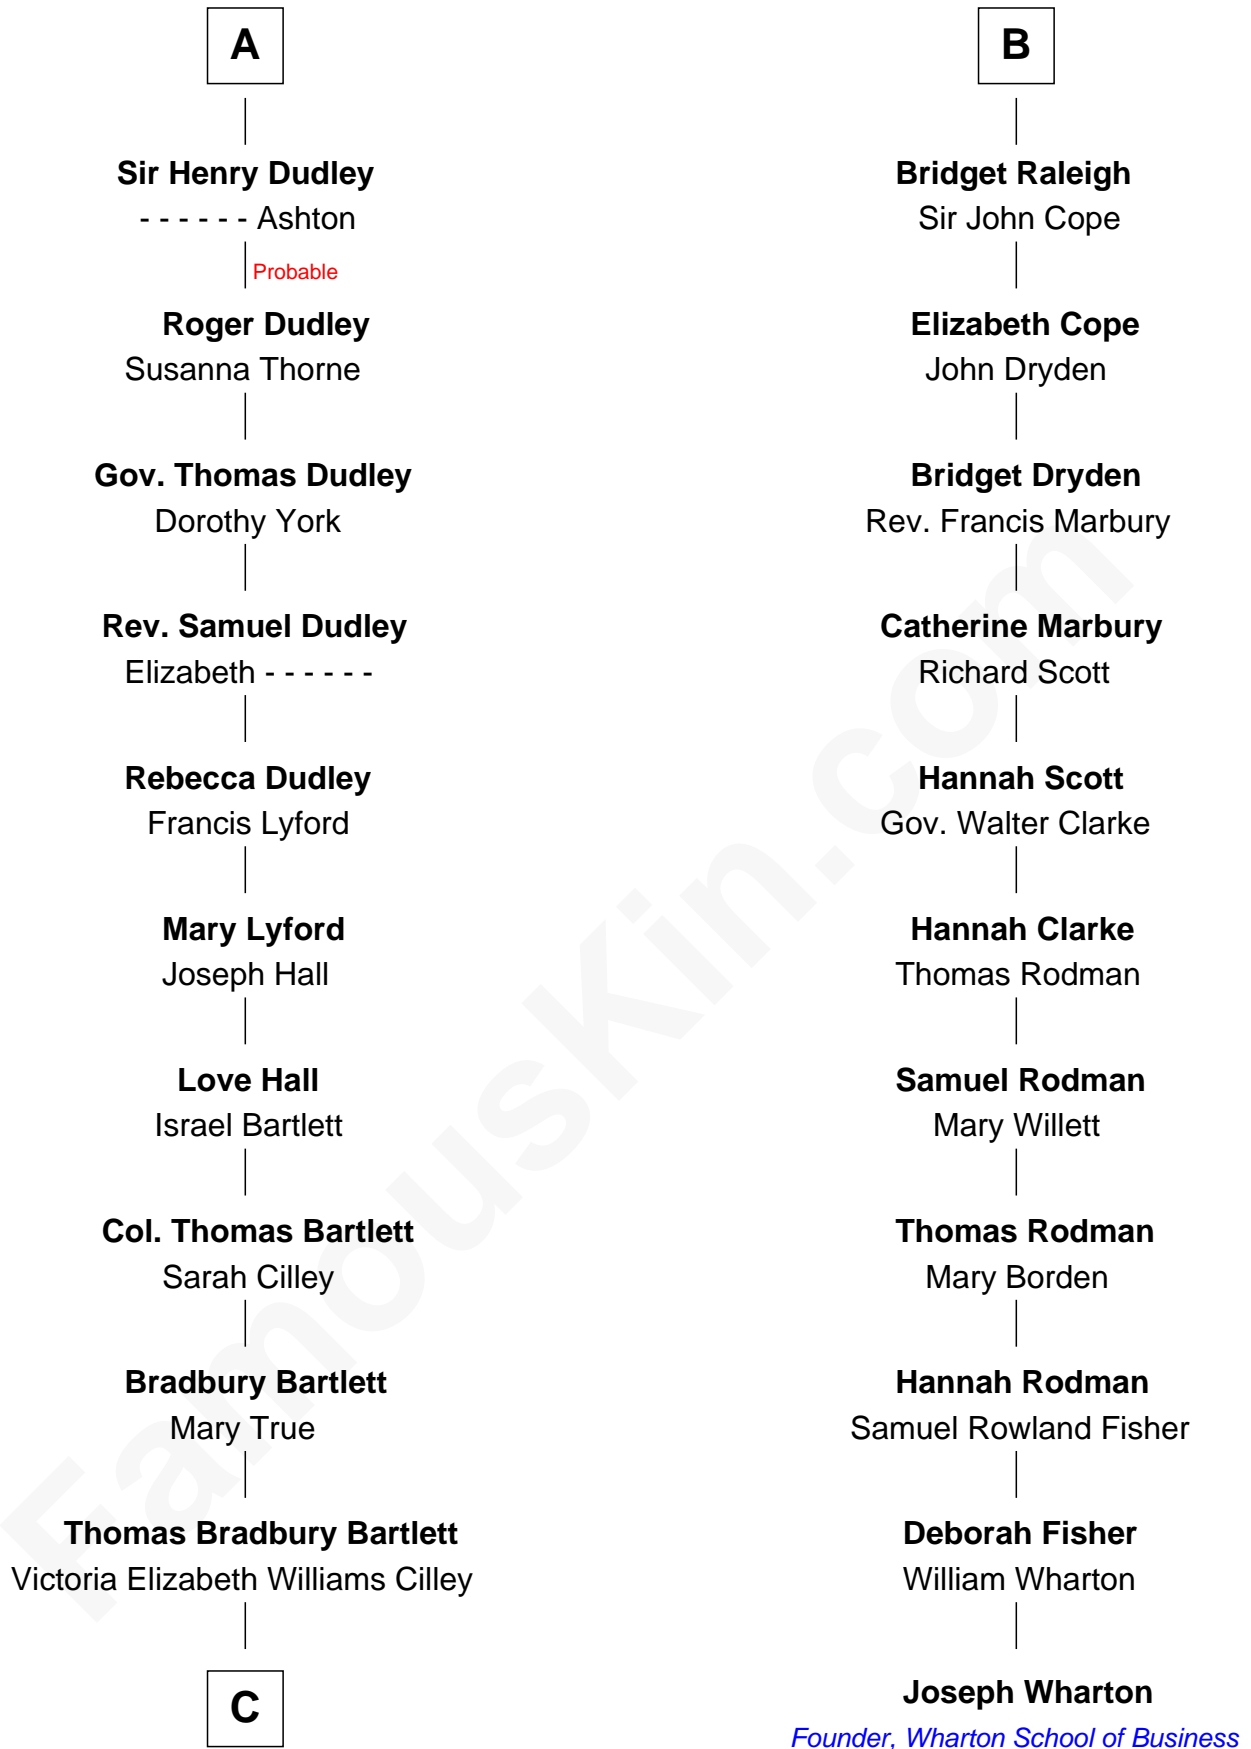 A
Sir Henry Dudley
- - - - - - Ashton
Probable
Roger Dudley
Susanna Thorne
Gov. Thomas Dudley
Dorothy York
Rev. Samuel Dudley
Elizabeth - - - - - -
Rebecca Dudley
Francis Lyford
Mary Lyford
Joseph Hall
Love Hall
Israel Bartlett
Col. Thomas Bartlett
Sarah Cilley
Bradbury Bartlett
Mary True
Thomas Bradbury Bartlett
Victoria Elizabeth Williams Cilley
C
B
Bridget Raleigh
Sir John Cope
Elizabeth Cope
John Dryden
Bridget Dryden
Rev. Francis Marbury
Catherine Marbury
Richard Scott
Hannah Scott
Gov. Walter Clarke
Hannah Clarke
Thomas Rodman
Samuel Rodman
Mary Willett
Thomas Rodman
Mary Borden
Hannah Rodman
Samuel Rowland Fisher
Deborah Fisher
William Wharton
Joseph Wharton
Founder, Wharton School of Business
FamousKin.com